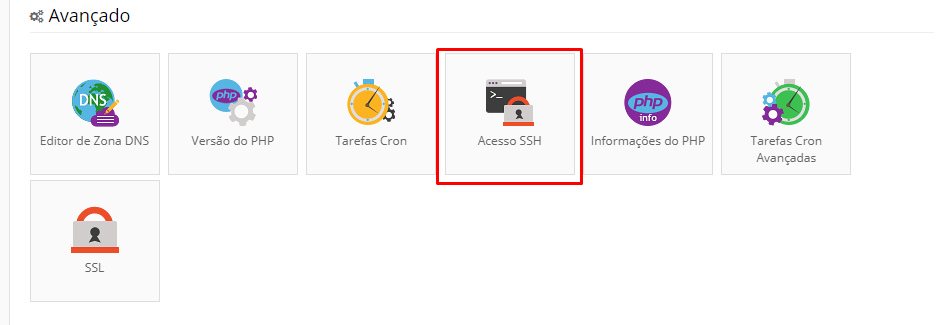 Avançado
DNS
php
php
info
Editor de Zona DNS
Versão do PHP
Tarefas Cron
Acesso SSH
Informações do PHP
Tarefas Cron
Avançadas
SSL